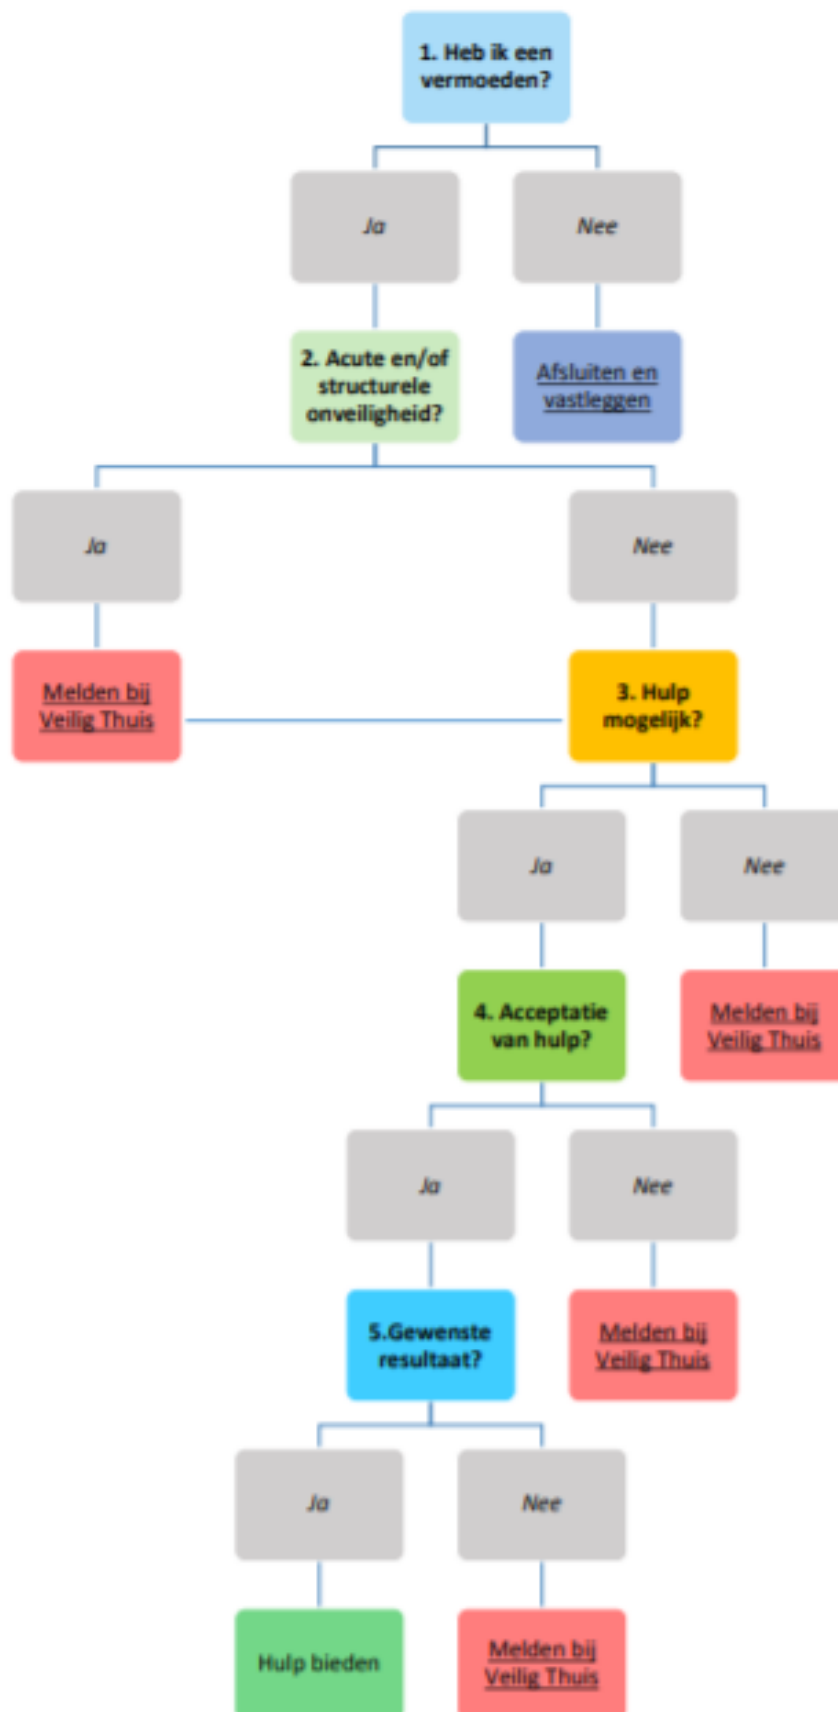 1. Heb ik een
vermoeden?
Ja
Nee
2. Acute en/of
structurele
onveiligheid?
Afsluiten en
vastleggen
Ja
Nee
Melden bij
Veilig Thuis
3. Hulp
mogelijk?
Ja
Nee
4. Acceptatie
van hulp?
Melden bij
Veilig Thuis
Ja
Nee
5.Gewenste
resultaat?
Melden bij
Veilig Thuis
Ja
Nee
Hulp bieden
Melden bij
Veilig Thuis